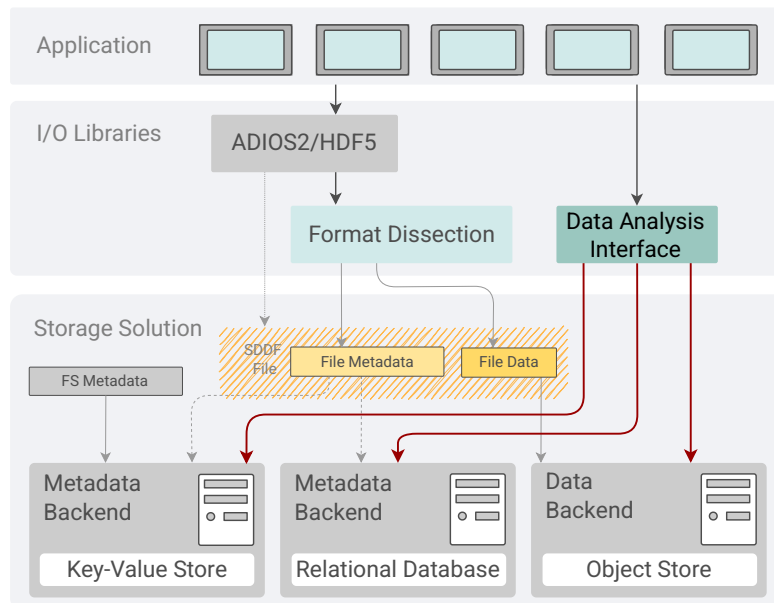 Application
I/O Libraries
ADIOS2/HDF5
Format Dissection
Data Analysis
Interface
Storage Solution
SDDF
File
File Metadata
File Data
FS Metadata
Metadata
Backend
Key-Value Store
Metadata
Backend
Relational Database
Data
Backend
Object Store